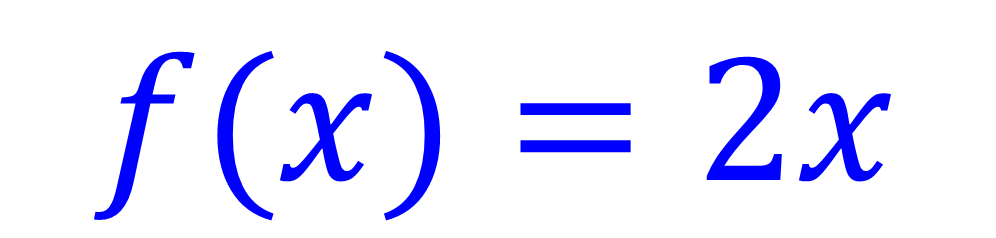 f(x) = 2x